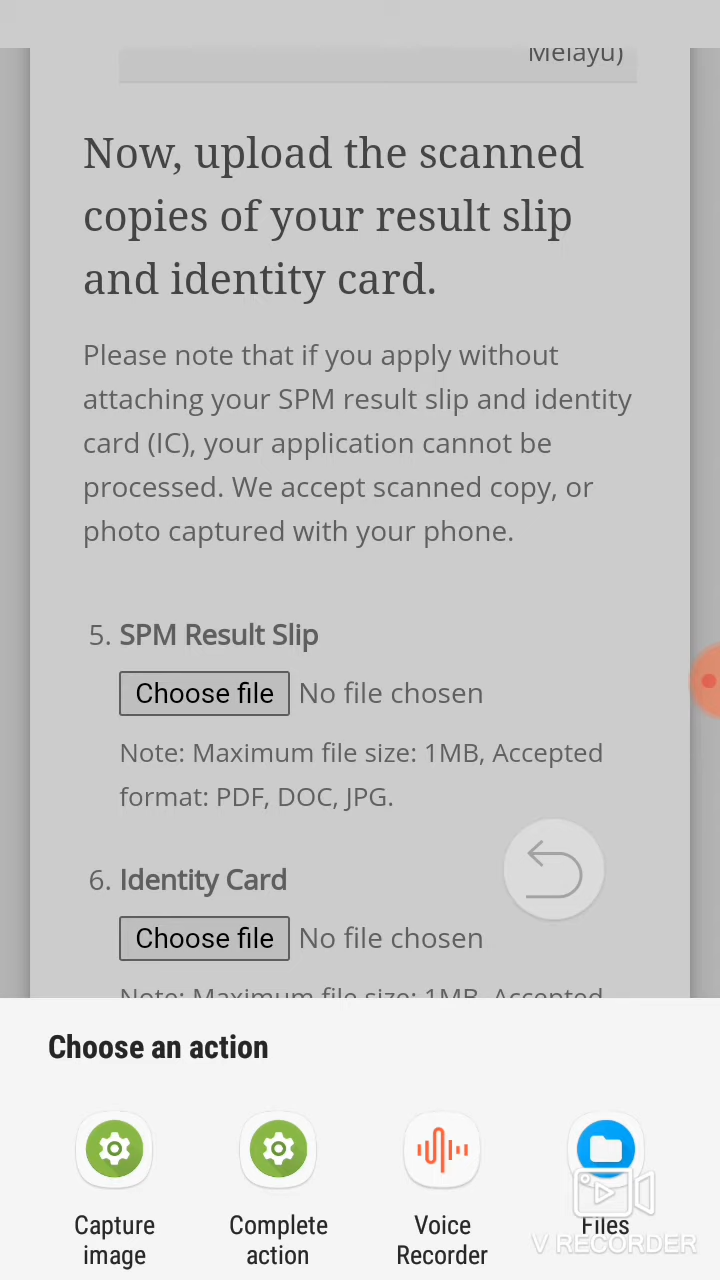 Melayu)
Now, upload the scanned
copies of your result slip
and identity card.
Please note that if you apply without
attaching your SPM result slip and identity
card (IC), your application cannot be
processed. We accept scanned copy, or
photo captured with your phone.
5. SPM Result Slip
Choose file No file chosen
Note: Maximum file size: 1MB, Accepted
format: PDF, DOC, JPG.
6. Identity Card
Choose file No file chosen
Note: Maximum file size: 1MB, Accepted
Choose an action
Capture image
Complete action
Voice Recorder
Files
V RECORDER